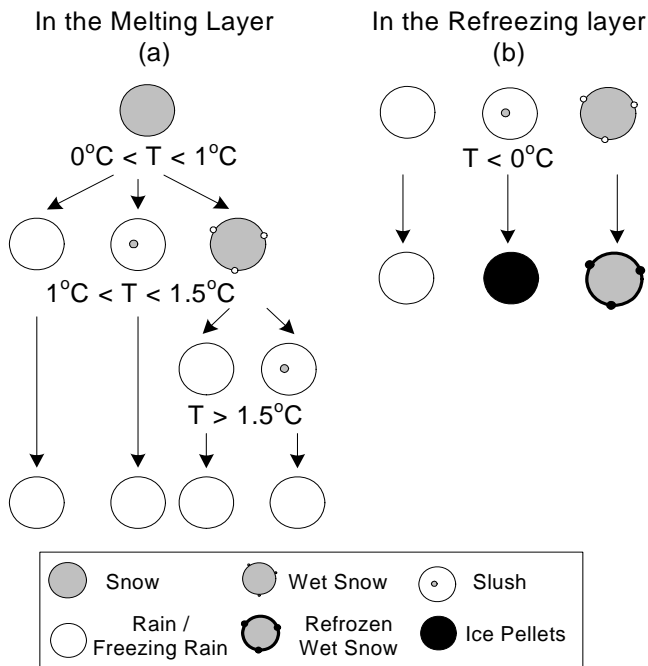 In the Melting Layer
(a)
0°C < T < 1°C
1°C < T < 1.5°C
T > 1.5°C
In the Refreezing layer
(b)
T < 0°C
Snow
Wet Snow
Slush
Rain /
Freezing Rain
Refrozen
Wet Snow
Ice Pellets